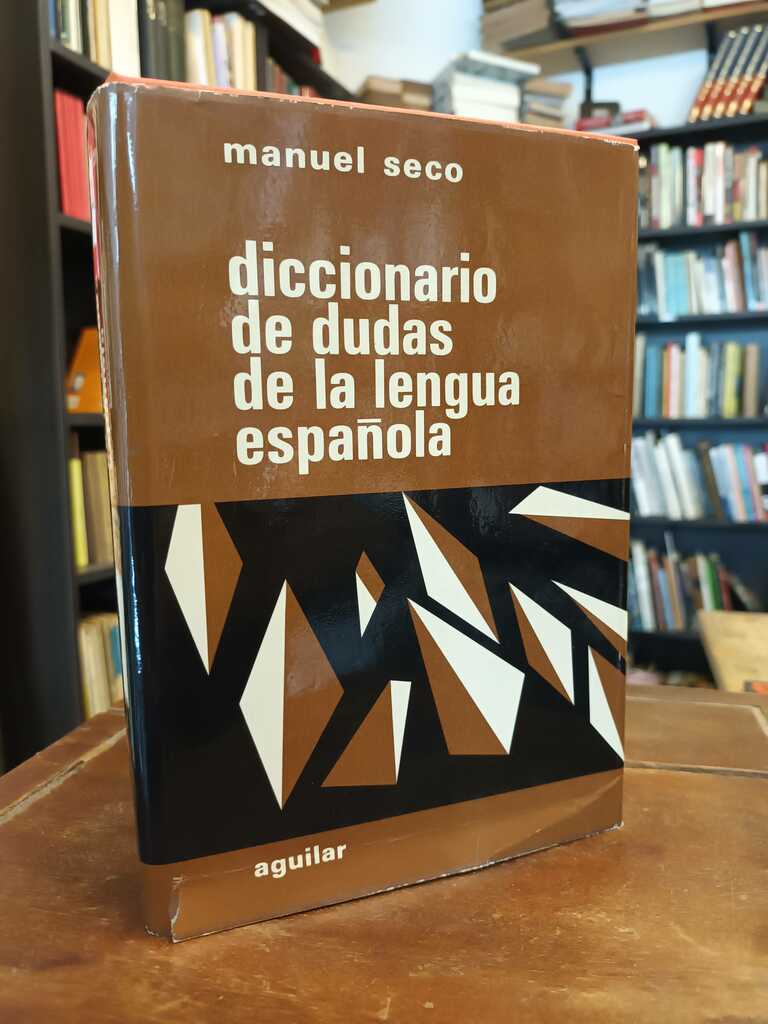 manuel seco
diccionario
de dudas
de la lengua
española
aguilar